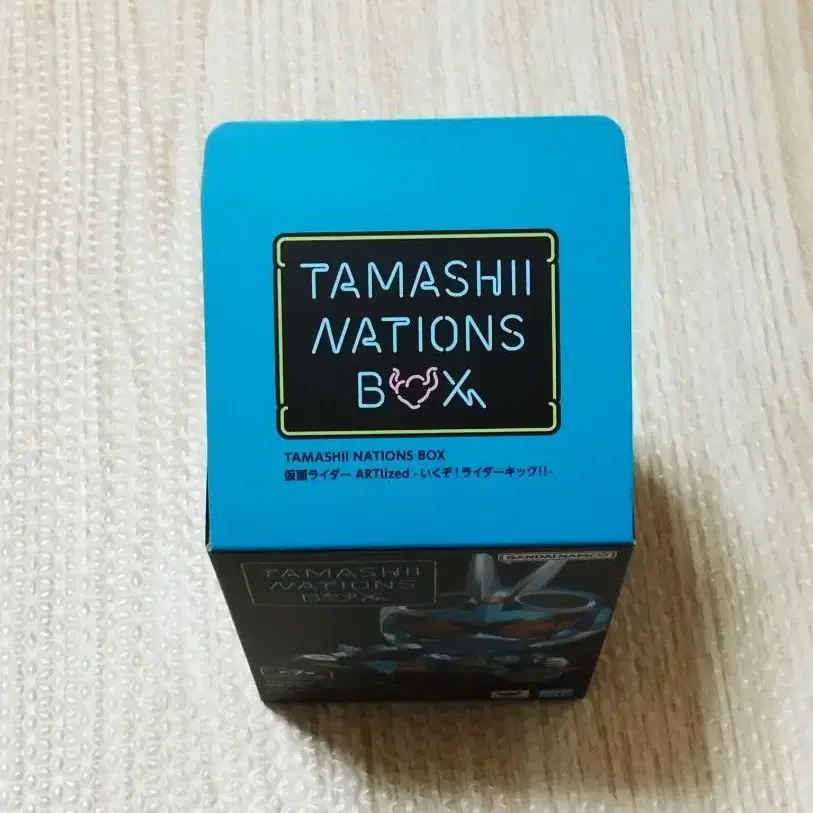 TAMASHII
NATIONS
BOX
TAMASHII NATIONS BOX
仮面ライダー ARTlized -いくぞ！ライダーキック!!-
BANDAI NAMCO
TAMASHII
NATIONS
BOX